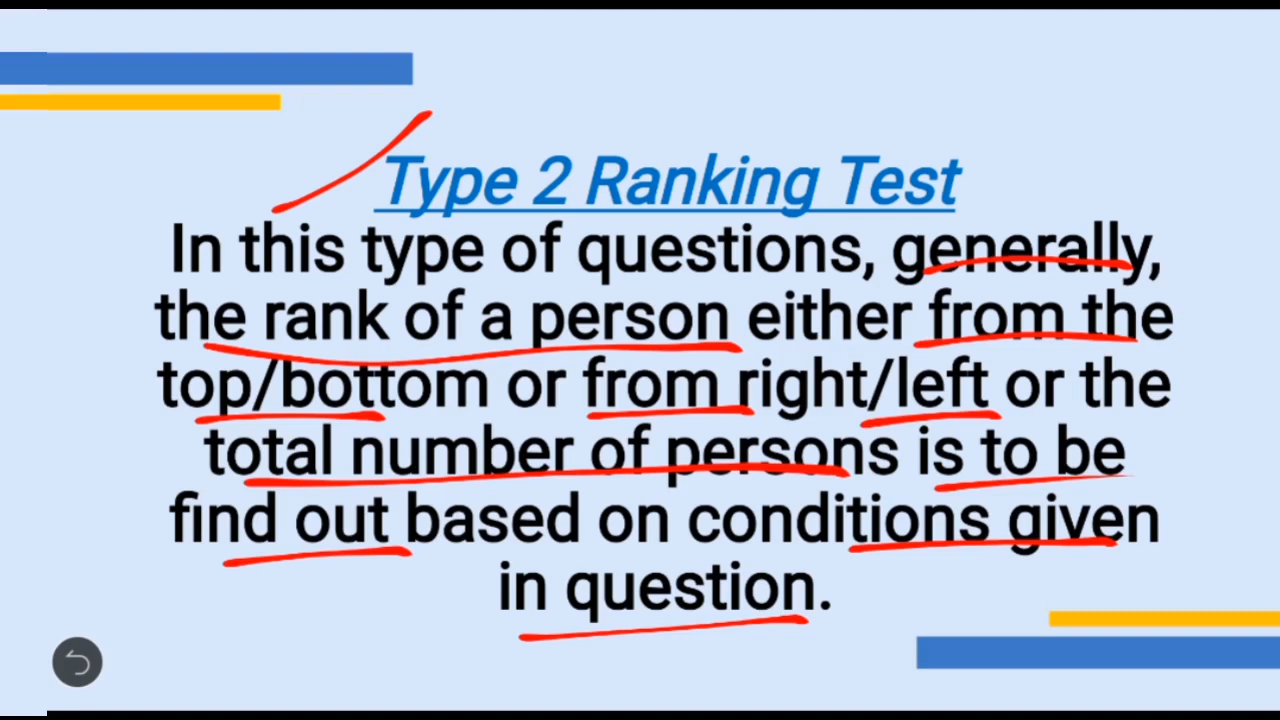 Type 2 Ranking Test
In this type of questions, generally,
the rank of a person either from the
top/bottom or from right/left or the
total number of persons is to be
find out based on conditions given
in question.